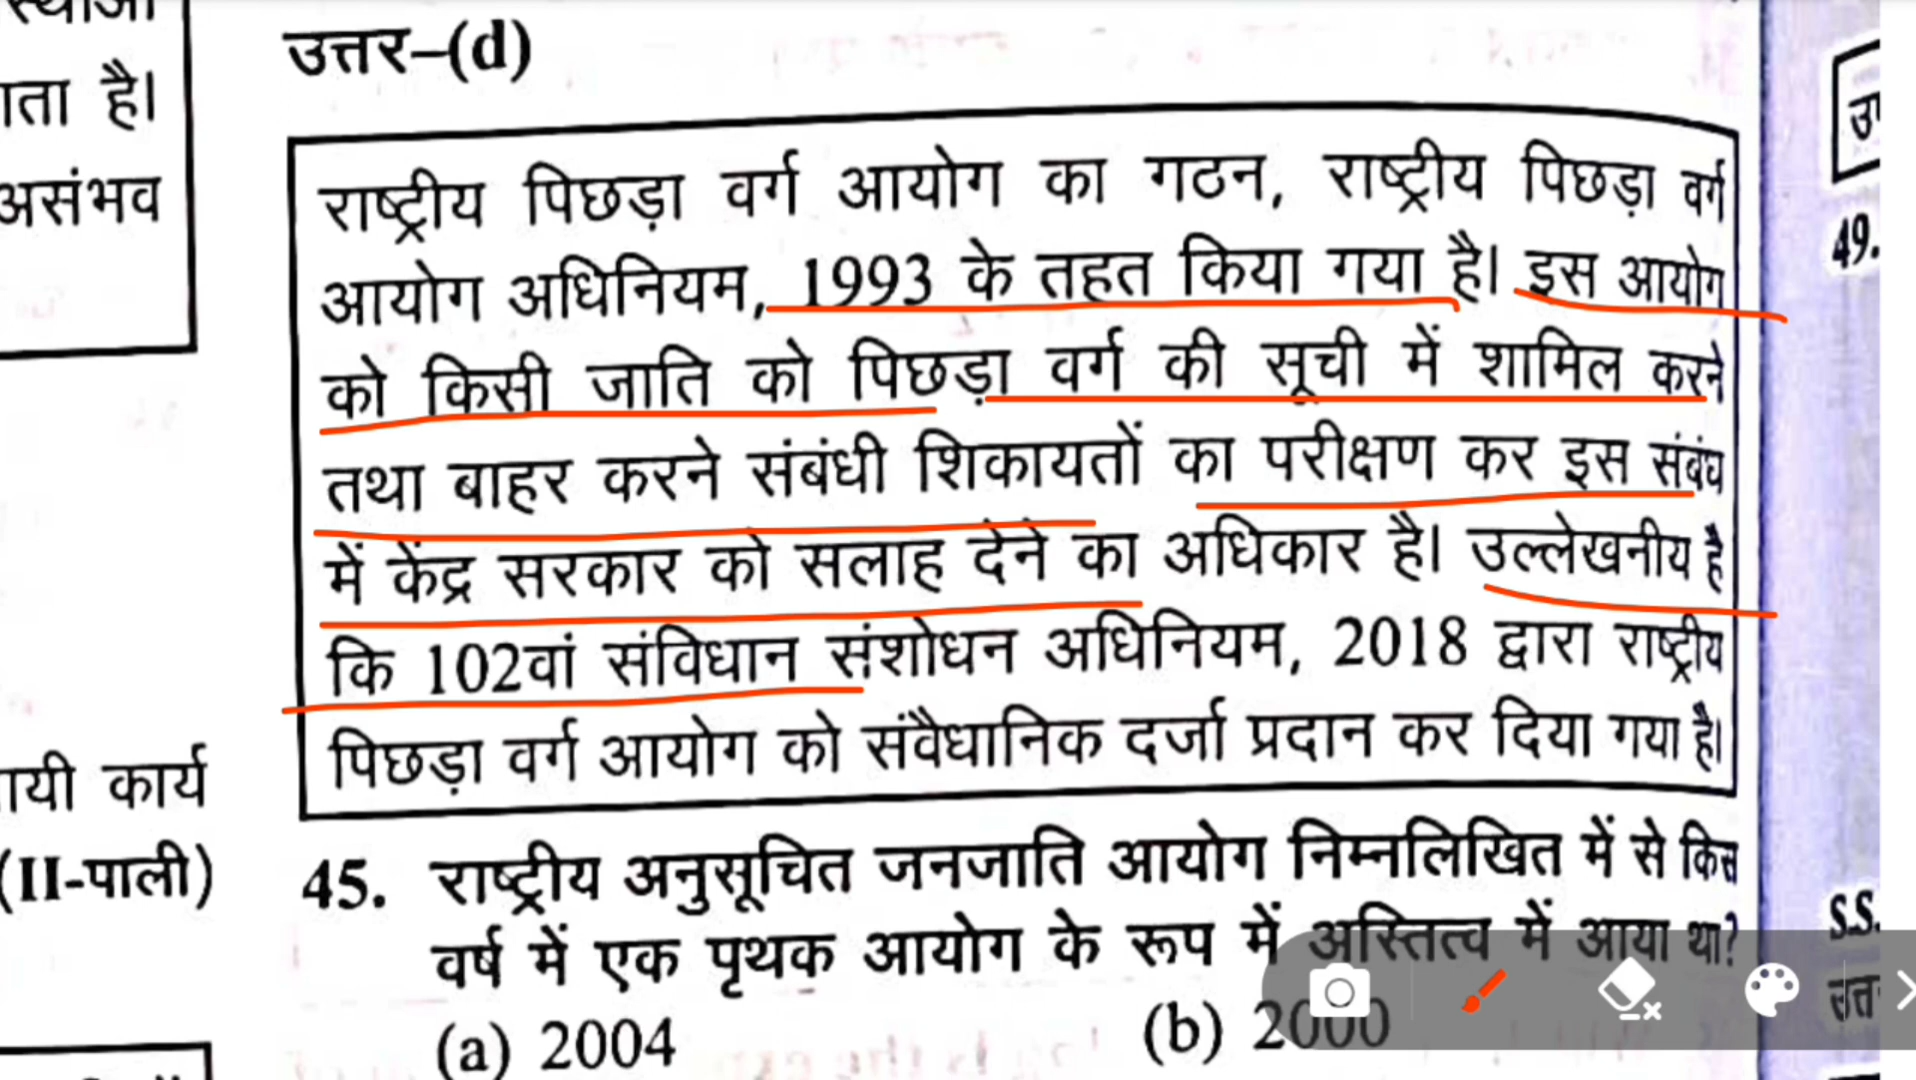 ता है।
असंभव
कार्य
(II-पाली)
उत्तर–(d)
राष्ट्रीय पिछड़ा वर्ग आयोग का गठन, राष्ट्रीय पिछड़ा वर्ग
आयोग अधिनियम, 1993 के तहत किया गया है। इस आयोग
को किसी जाति को पिछड़ा वर्ग की सूची में शामिल करने
तथा बाहर करने संबंधी शिकायतों का परीक्षण कर इस संबंध
में केंद्र सरकार को सलाह देने का अधिकार है। उल्लेखनीय है
कि 102वां संविधान संशोधन अधिनियम, 2018 द्वारा राष्ट्रीय
पिछड़ा वर्ग आयोग को संवैधानिक दर्जा प्रदान कर दिया गया है।
45. राष्ट्रीय अनुसूचित जनजाति आयोग निम्नलिखित में से किस
वर्ष में एक पृथक आयोग के रूप में अस्तित्व में आया था?
(a) 2004 (b) 2000
49.
S.S.